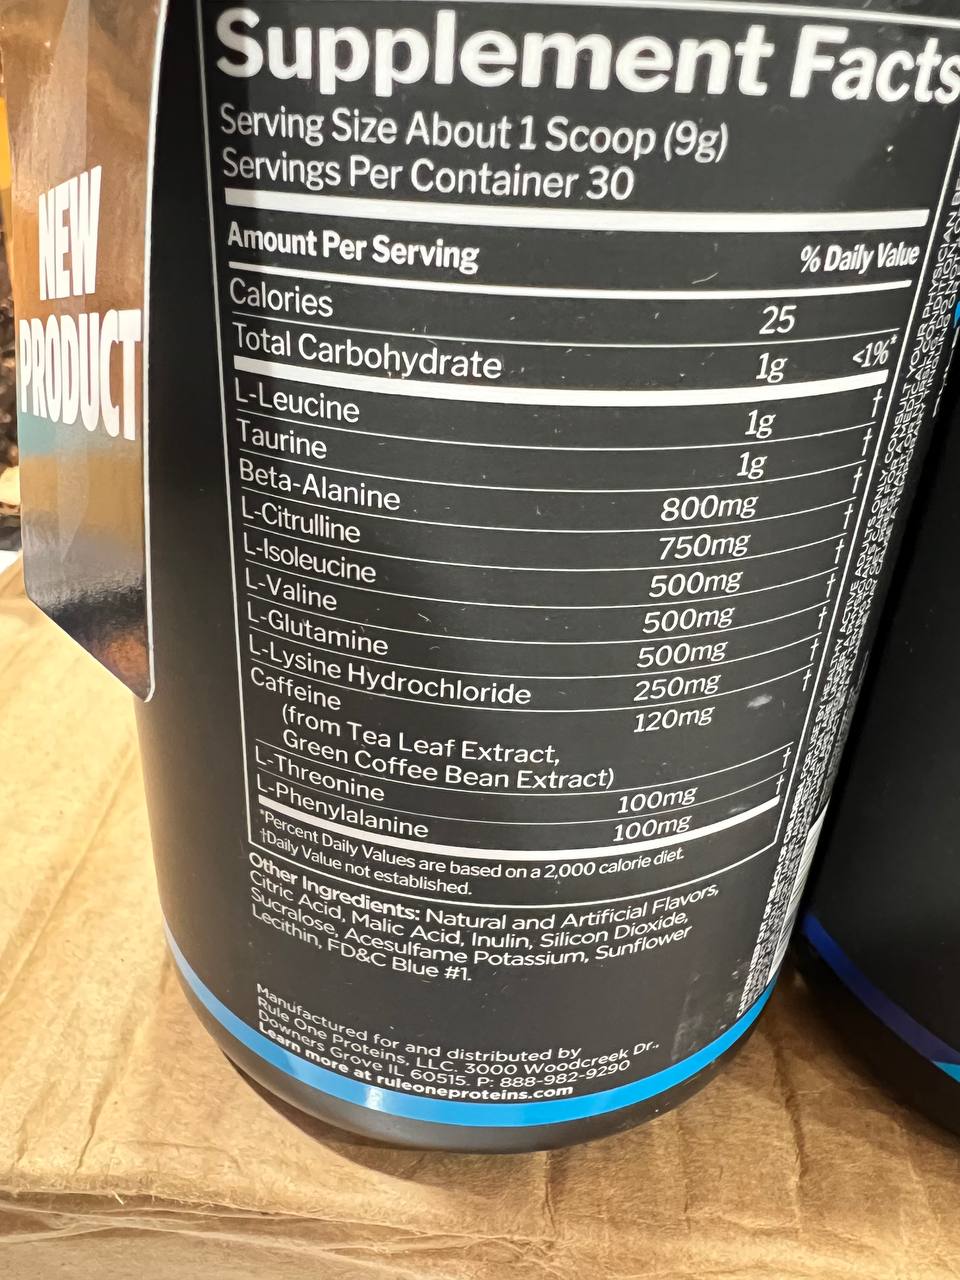 NEW
PRODUCT
Supplement Facts
Serving Size About 1 Scoop (9g)
Servings Per Container 30
Amount Per Serving % Daily Value
Calories 25
Total Carbohydrate 1g <1%*
L-Leucine 1g †
Taurine 1g †
Beta-Alanine 800mg †
L-Citrulline 750mg †
L-Isoleucine 500mg †
L-Valine 500mg †
L-Glutamine 500mg †
L-Lysine Hydrochloride 250mg †
Caffeine 120mg †
(from Tea Leaf Extract,
Green Coffee Bean Extract)
L-Threonine 100mg †
L-Phenylalanine 100mg †
*Percent Daily Values are based on a 2,000 calorie diet.
†Daily Value not established.
Other Ingredients: Natural and Artificial Flavors,
Citric Acid, Malic Acid, Inulin, Silicon Dioxide,
Sucralose, Acesulfame Potassium, Sunflower
Lecithin, FD&C Blue #1.
Manufactured for and distributed by
Rule One Proteins, LLC. 3000 Woodcreek Dr.,
Downers Grove IL 60515. P: 888-982-9290
Learn more at ruleoneproteins.com